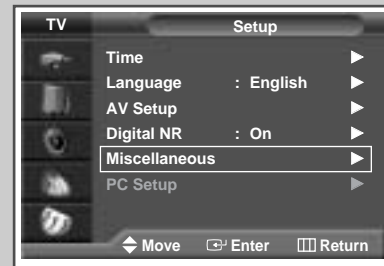 TV Setup
Time
Language : English
AV Setup
Digital NR : On
Miscellaneous
PC Setup
Move Enter Return